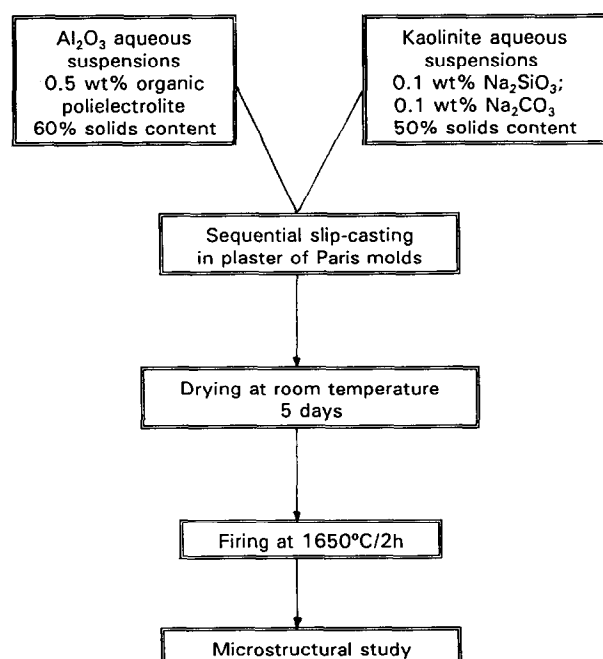 Al₂O₃ aqueous
suspensions
0.5 wt% organic
polielectrolite
60% solids content
Kaolinite aqueous
suspensions
0.1 wt% Na₂SiO₃;
0.1 wt% Na₂CO₃
50% solids content
Sequential slip-casting
in plaster of Paris molds
Drying at room temperature
5 days
Firing at 1650ºC/2h
Microstructural study